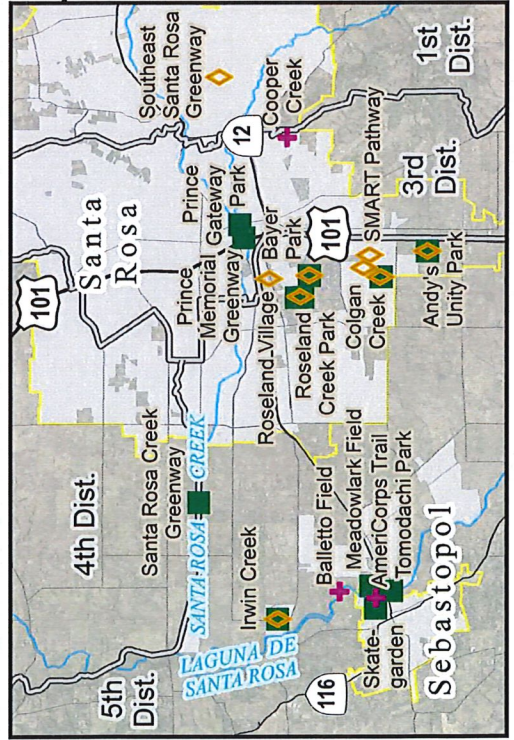 5th
Dist.
4th Dist.
101
Santa
Rosa
Southeast
Santa Rosa
Greenway
Santa Rosa Creek
Greenway
SANTA ROSA CREEK
Prince
Memorial
Greenway
Prince
Gateway
Park
12
Cooper
Creek
Irwin Creek
LAGUNA DE
SANTA ROSA
Roseland Village
Bayer
Park
Roseland
Creek Park
101
Colgan
Creek
SMART Pathway
3rd
Dist.
1st
Dist.
Andy's
Unity Park
116
Balletto Field
Meadowlark Field
AmeriCorps Trail
Tomodachi Park
Skate-
garden
Sebastopol